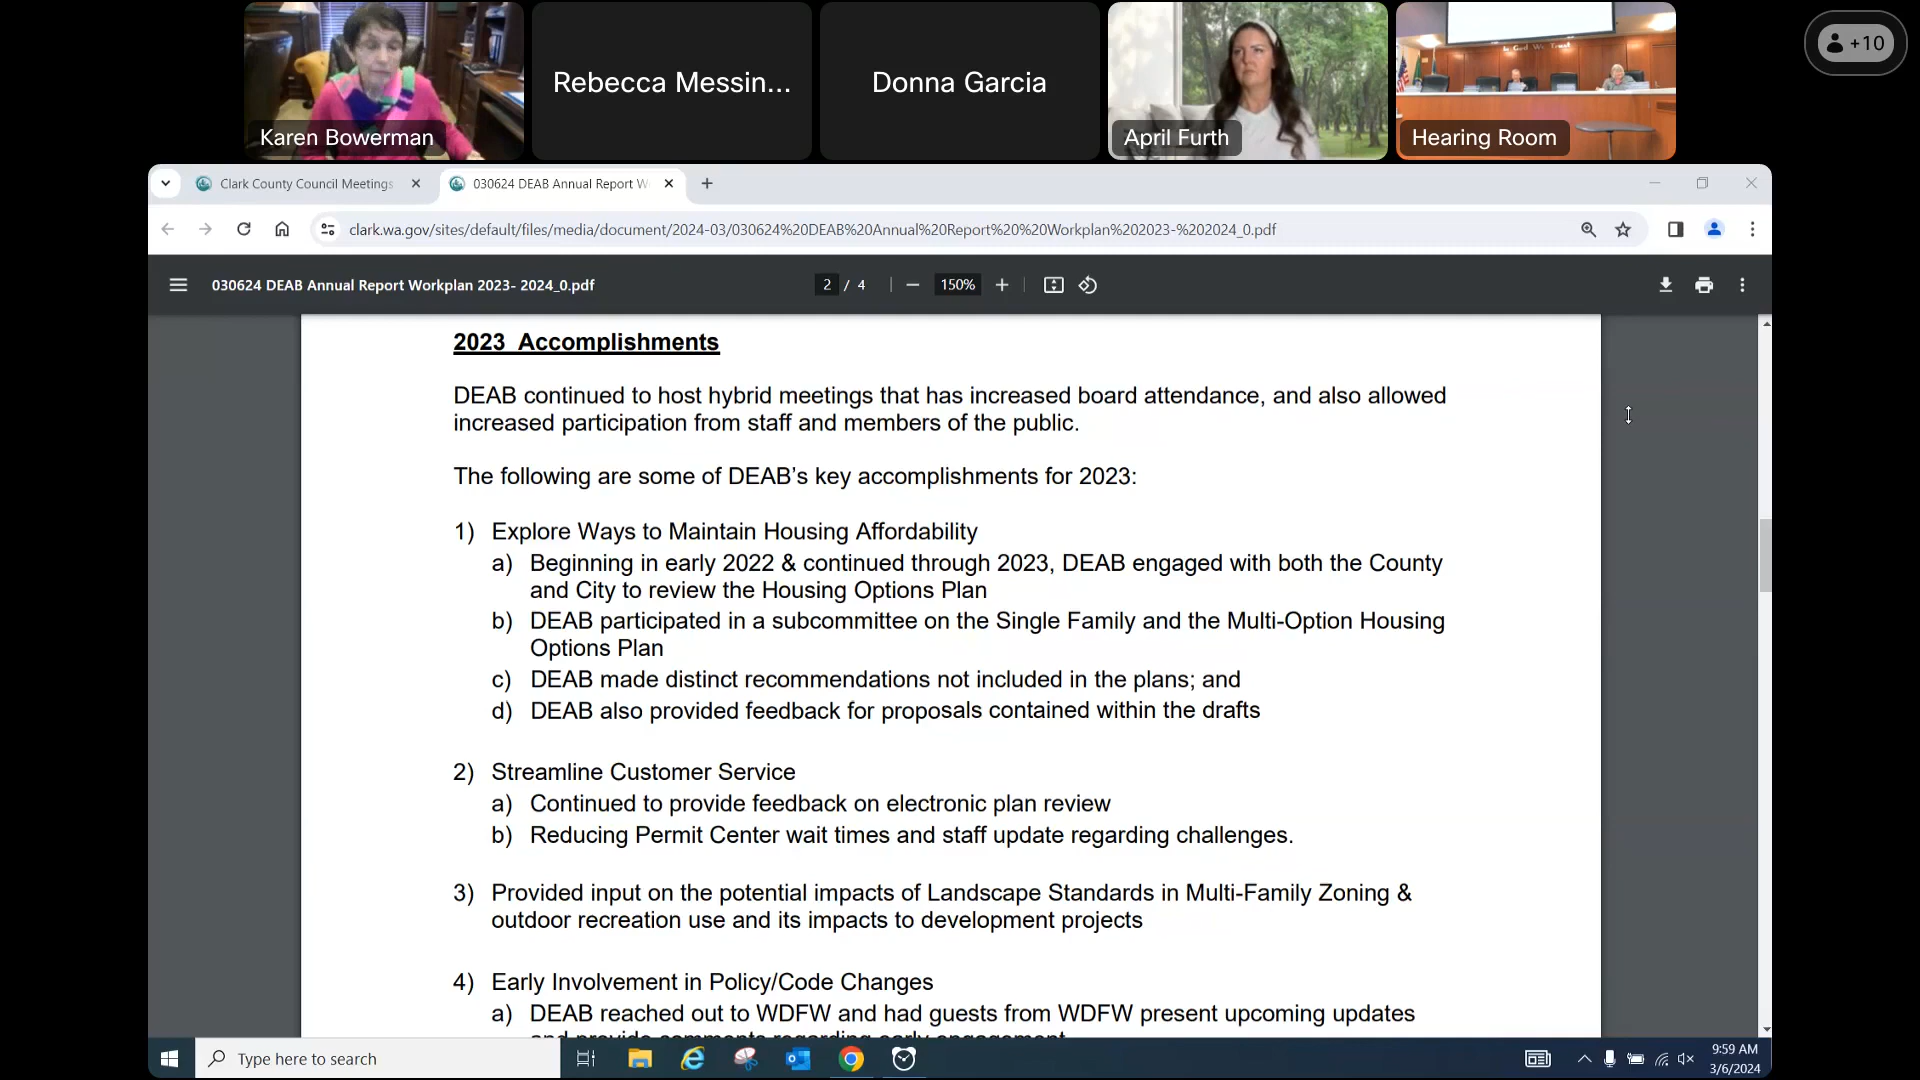 Karen Bowerman
Rebecca Messin...
Donna Garcia
April Furth
In God We Trust
Hearing Room
+10
Clark County Council Meetings
030624 DEAB Annual Report W
clark.wa.gov/sites/default/files/media/document/2024-03/030624%20DEAB%20Annual%20Report%20%20Workplan%202023-%202024_0.pdf
030624 DEAB Annual Report Workplan 2023- 2024_0.pdf
2 / 4
150%
2023 Accomplishments
DEAB continued to host hybrid meetings that has increased board attendance, and also allowed
increased participation from staff and members of the public.
The following are some of DEAB’s key accomplishments for 2023:
1) Explore Ways to Maintain Housing Affordability
a) Beginning in early 2022 & continued through 2023, DEAB engaged with both the County
and City to review the Housing Options Plan
b) DEAB participated in a subcommittee on the Single Family and the Multi-Option Housing
Options Plan
c) DEAB made distinct recommendations not included in the plans; and
d) DEAB also provided feedback for proposals contained within the drafts
2) Streamline Customer Service
a) Continued to provide feedback on electronic plan review
b) Reducing Permit Center wait times and staff update regarding challenges.
3) Provided input on the potential impacts of Landscape Standards in Multi-Family Zoning &
outdoor recreation use and its impacts to development projects
4) Early Involvement in Policy/Code Changes
a) DEAB reached out to WDFW and had guests from WDFW present upcoming updates
and provide comments regarding early engagement
Type here to search
9:59 AM
3/6/2024